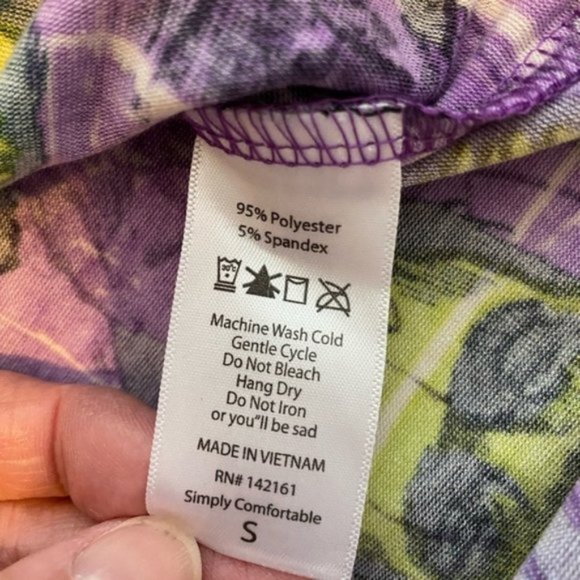 95% Polyester
5% Spandex
30°c
Machine Wash Cold
Gentle Cycle
Do Not Bleach
Hang Dry
Do Not Iron
or you"ll be sad
MADE IN VIETNAM
RN# 142161
Simply Comfortable
S